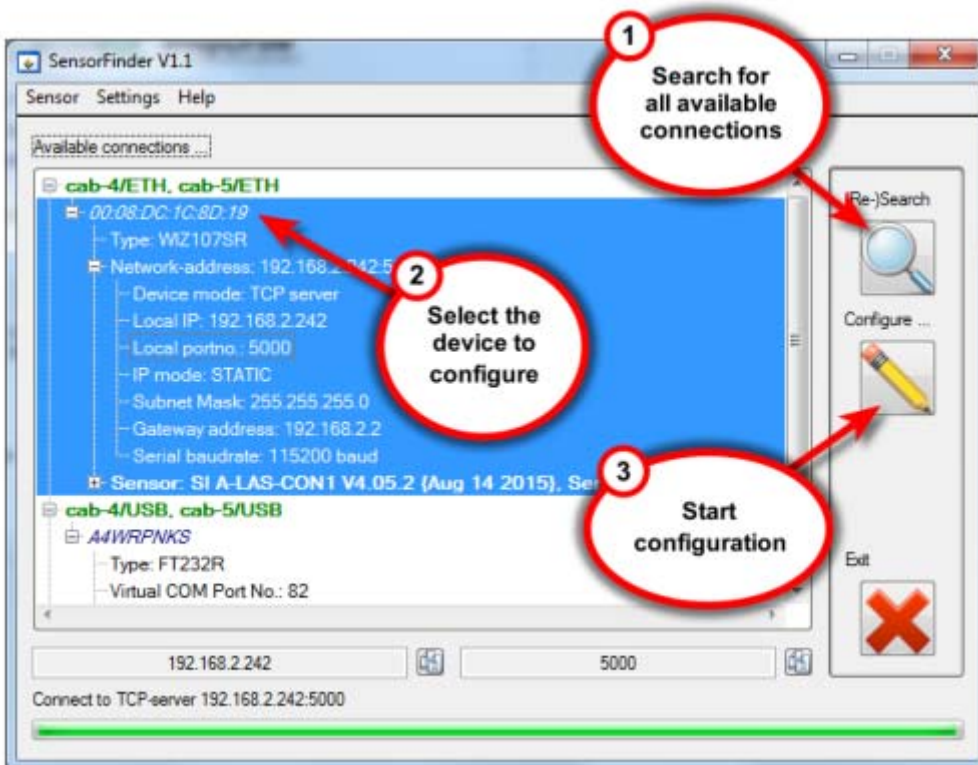 SensorFinder V1.1
Sensor Settings Help
Available connections ...
cab-4/ETH, cab-5/ETH
00:08:DC:1C:8D:19
Type: WIZ107SR
Network-address: 192.168.2.242:5
Device mode: TCP server
Local IP: 192.168.2.242
Local portno.: 5000
IP mode: STATIC
Subnet Mask: 255.255.255.0
Gateway address: 192.168.2.2
Serial baudrate: 115200 baud
Sensor: SI A-LAS-CON1 V4.05.2 {Aug 14 2015}, Se
cab-4/USB, cab-5/USB
A4WRPNKS
Type: FT232R
Virtual COM Port No.: 82
1
Search for
all available
connections
2
Select the
device to
configure
3
Start
configuration
(Re-)Search
Configure ...
Exit
192.168.2.242
5000
Connect to TCP-server 192.168.2.242:5000